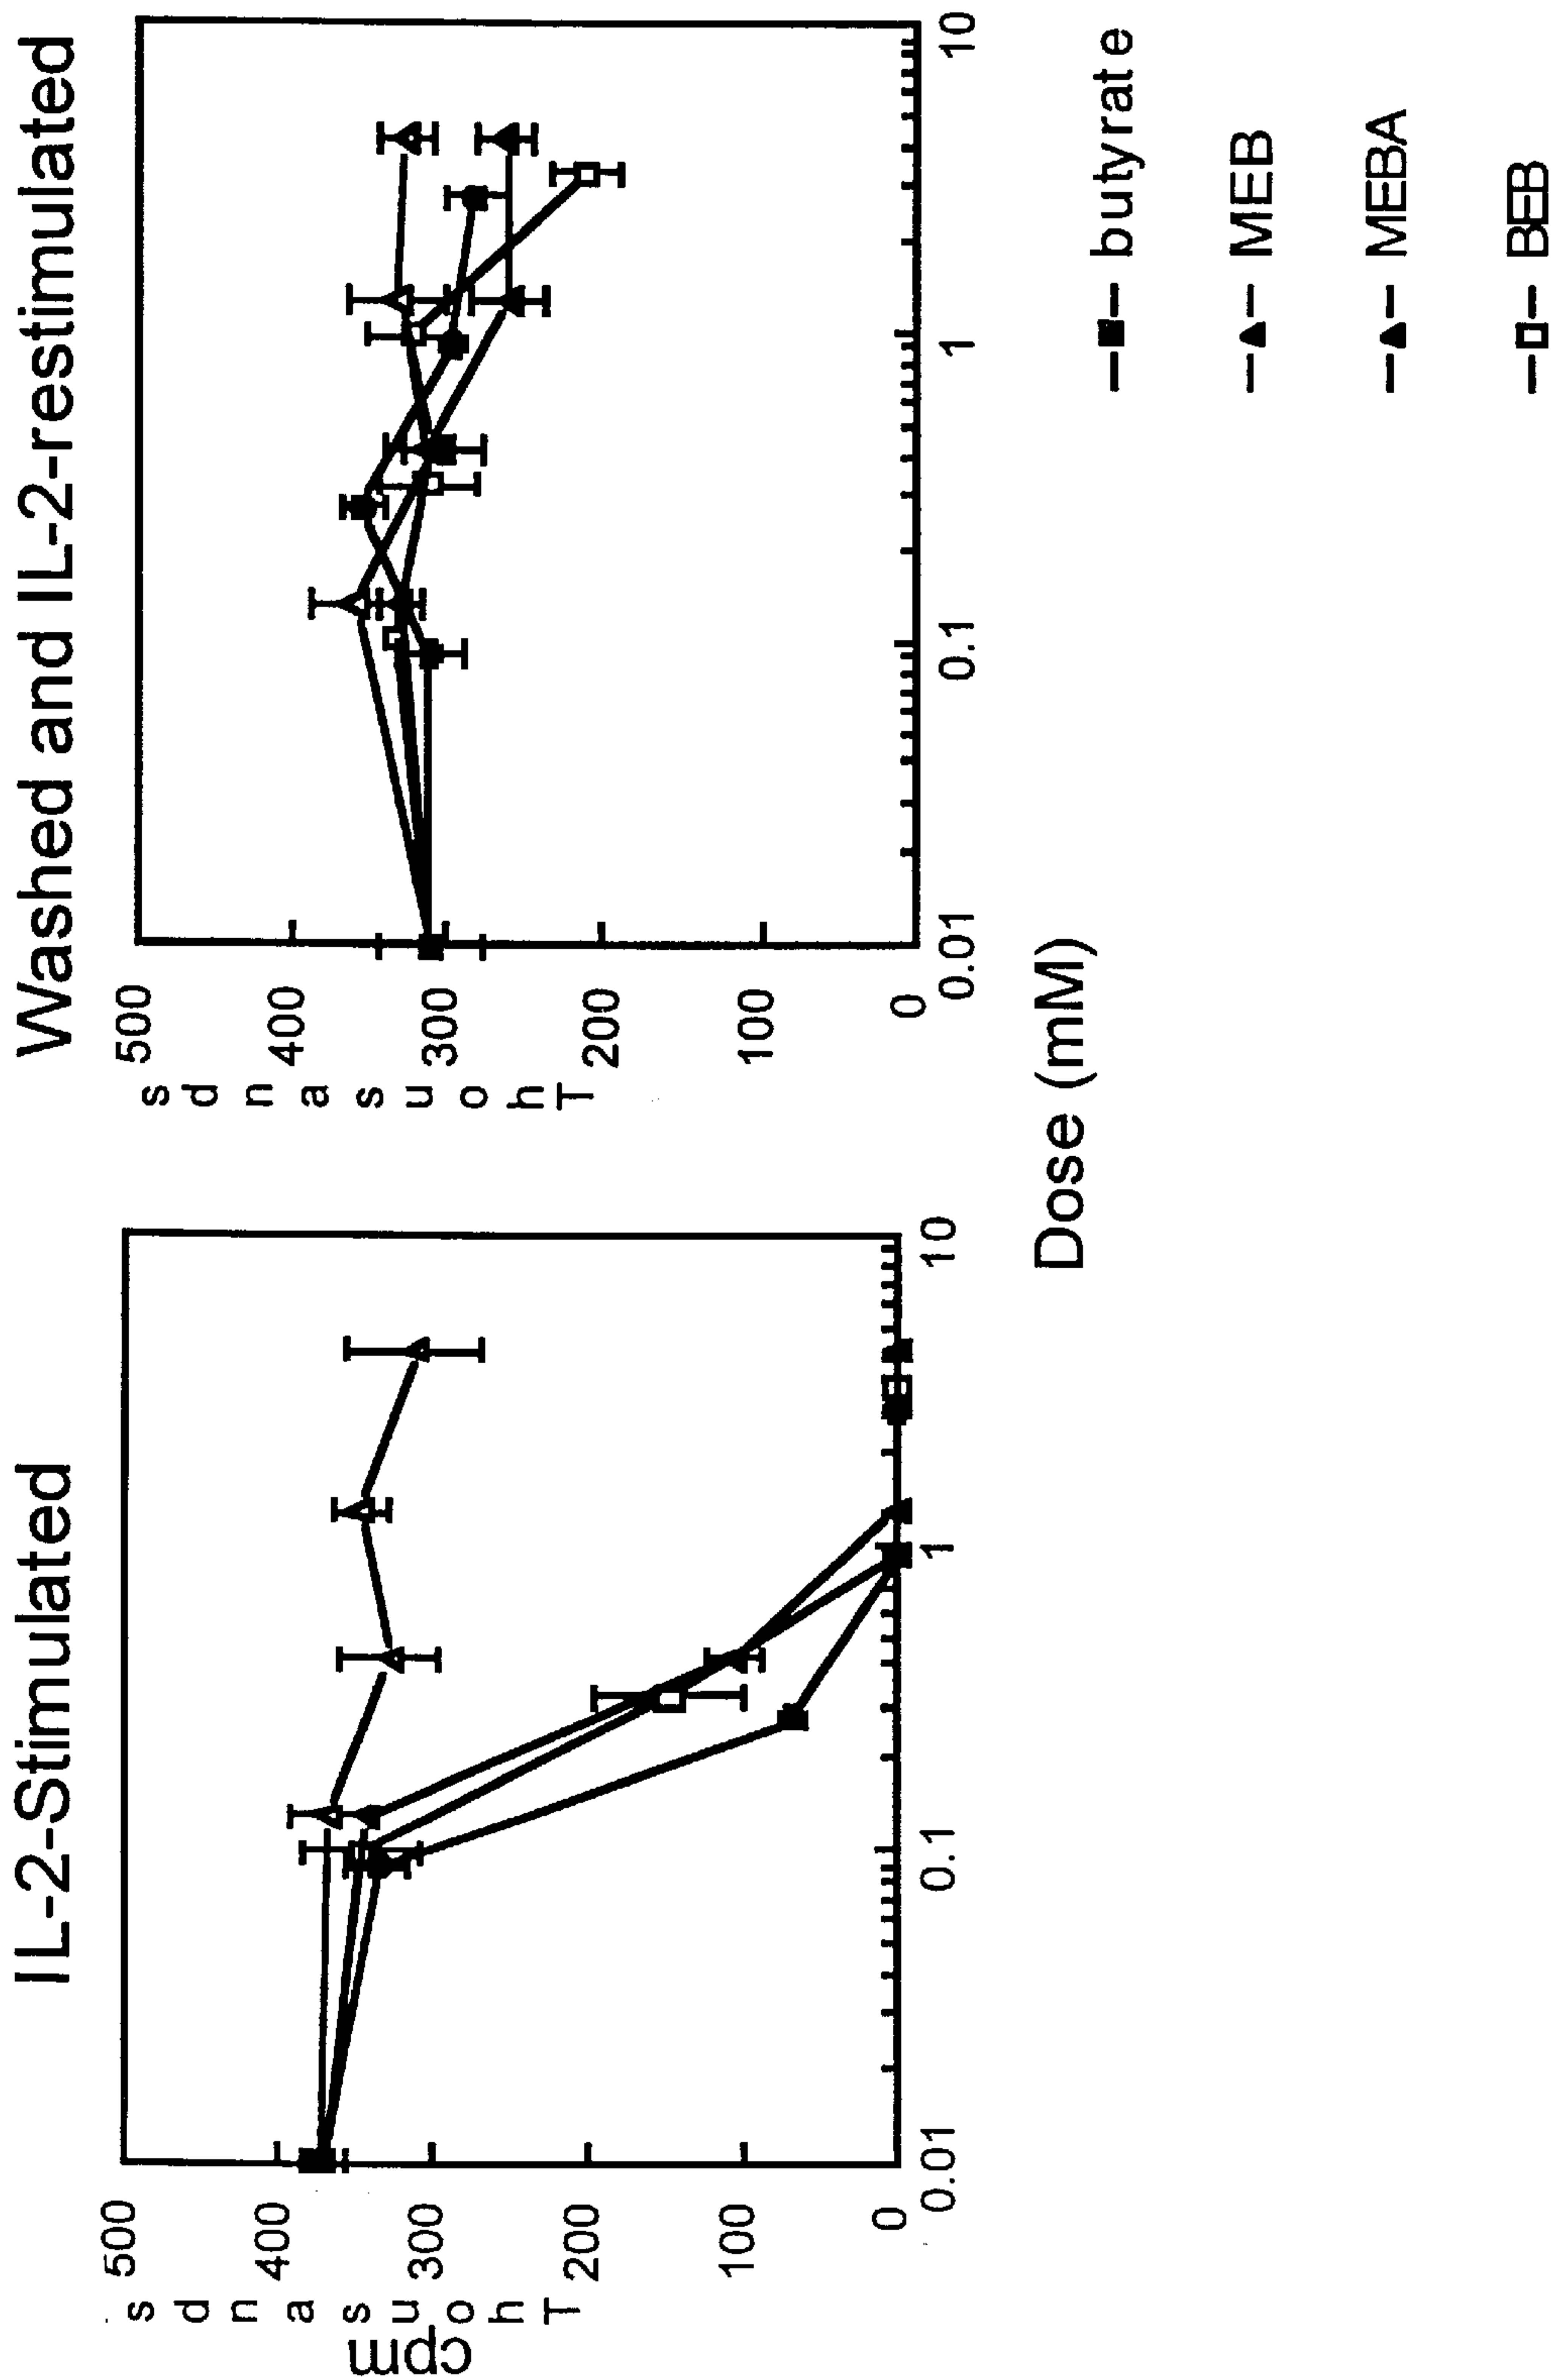 IL-2-Stimulated
Washed and IL-2-restimulated
cpm
Thousands
500
400
300
200
100
0
0.01
0.1
1
10
Thousands
500
400
300
200
100
0
0.01
0.1
1
10
Dose (mM)
butyrate
MEB
MEBA
BEB